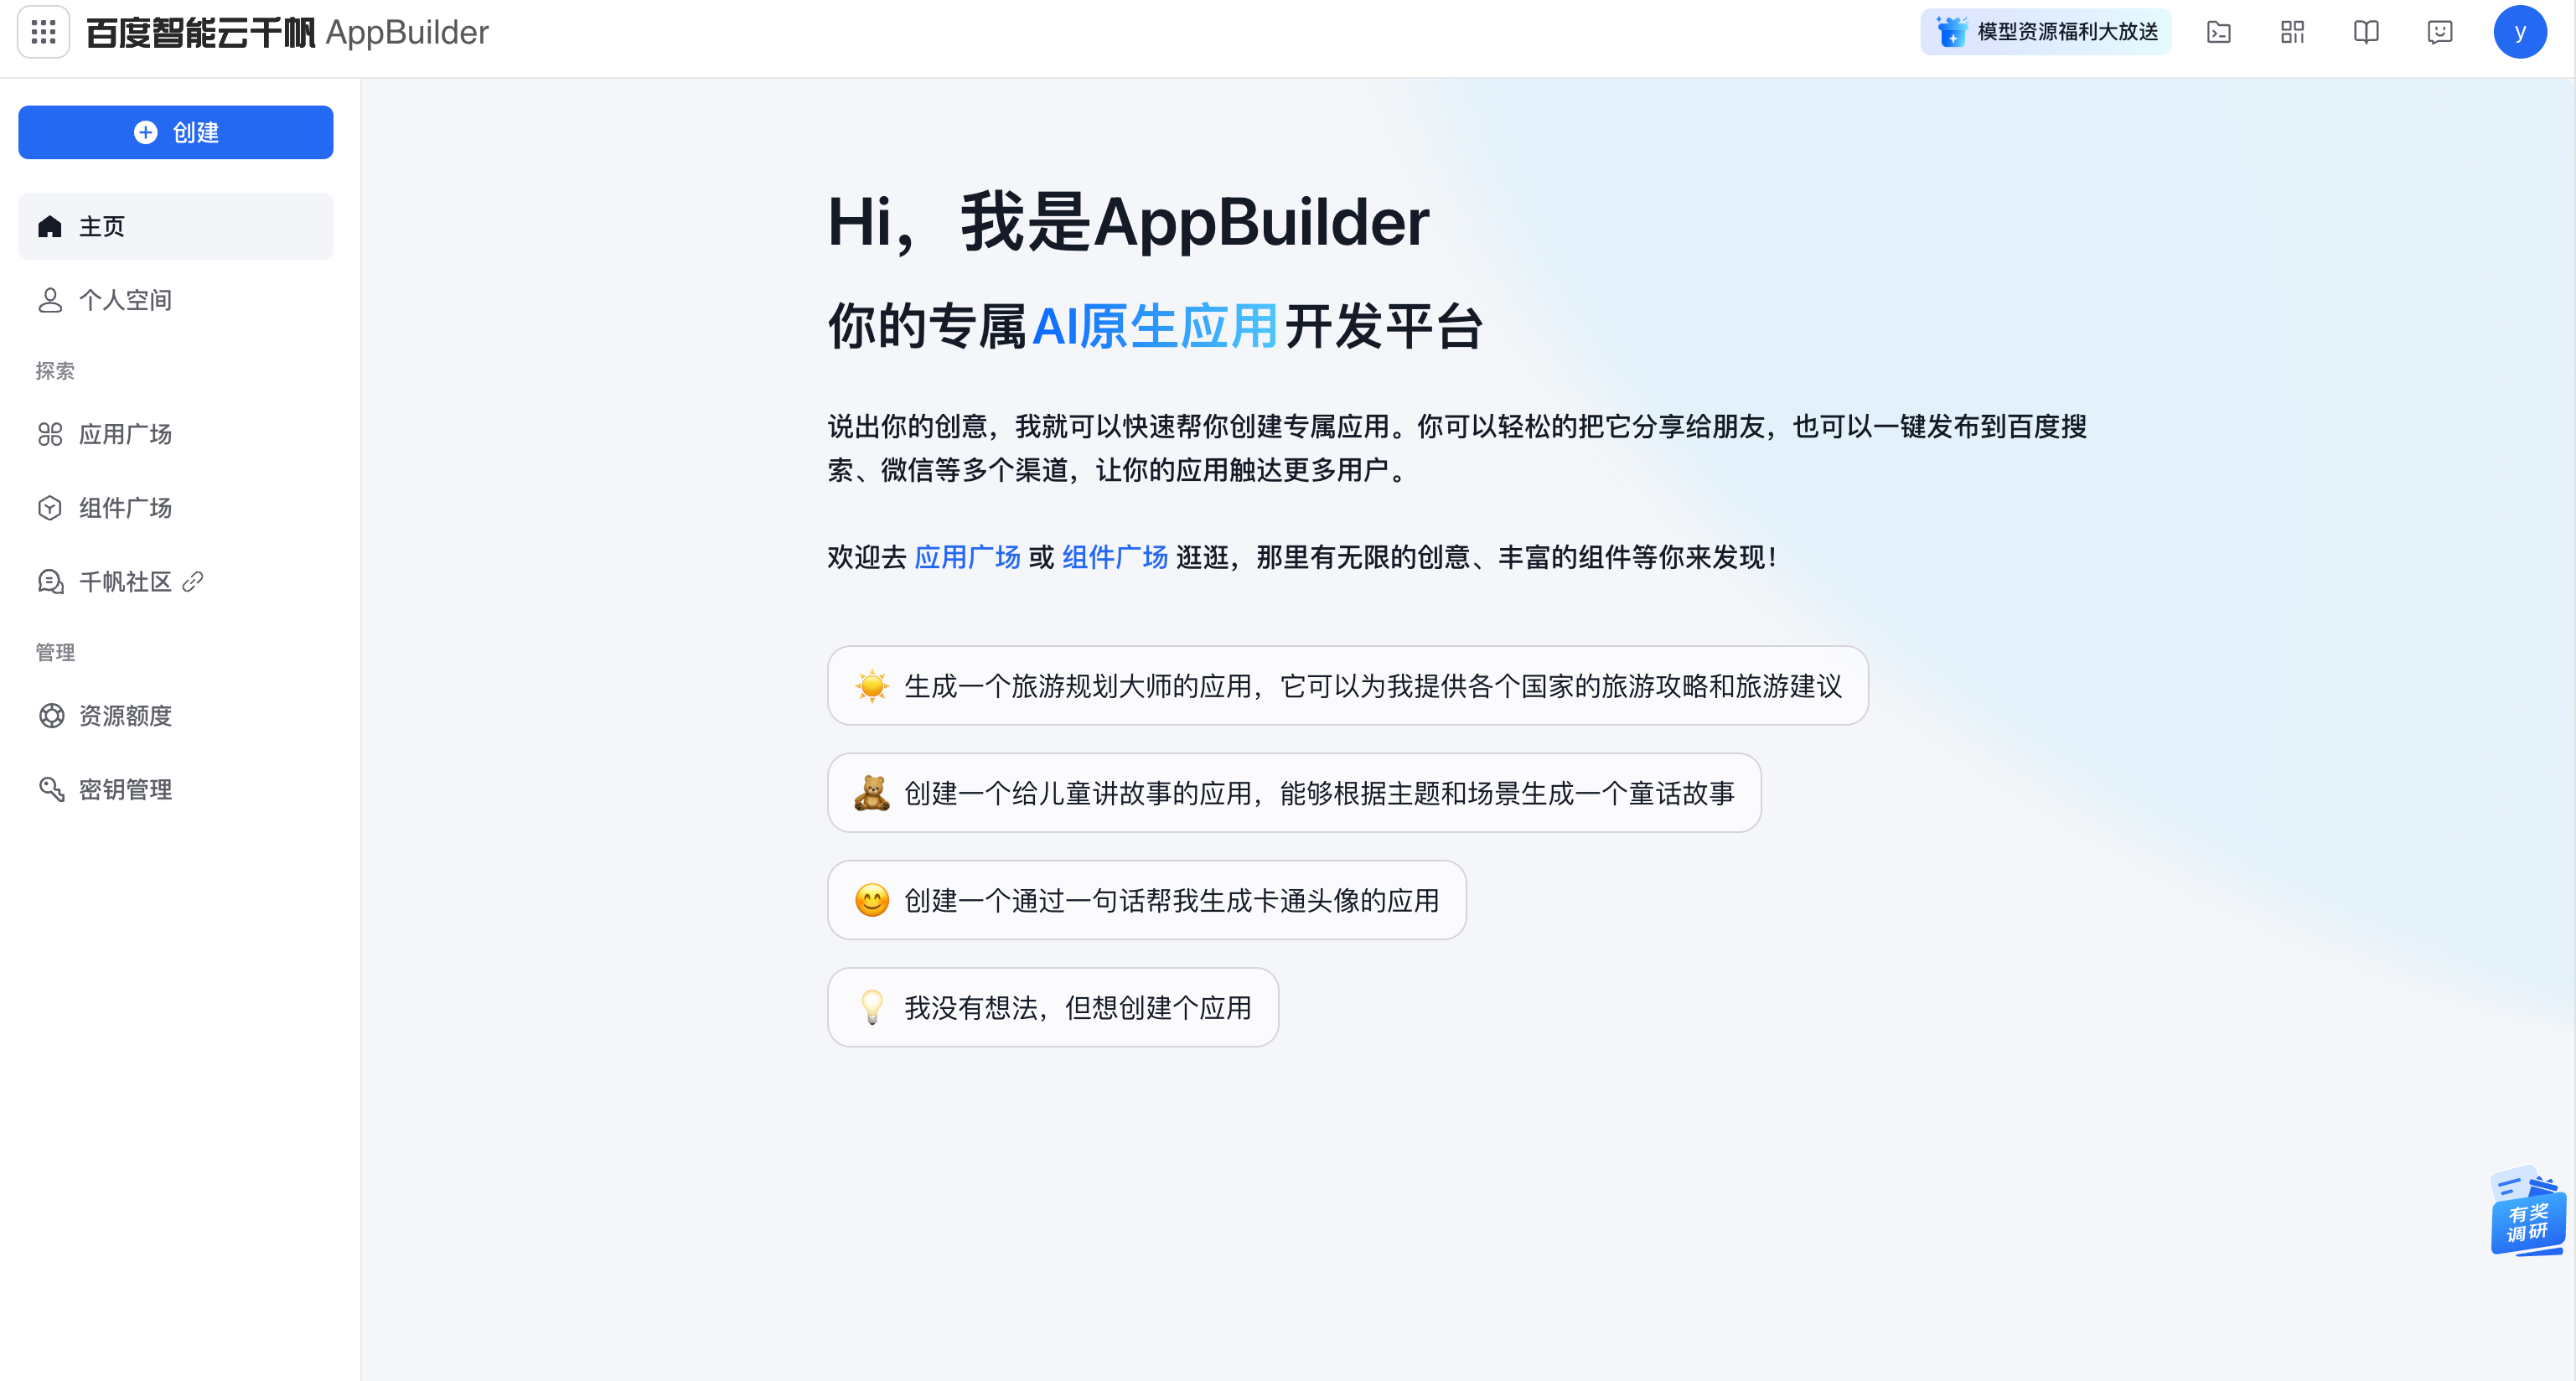 百度智能云千帆 AppBuilder
模型资源福利大放送
y
创建
主页
个人空间
探索
应用广场
组件广场
千帆社区
管理
资源额度
密钥管理
Hi，我是AppBuilder
你的专属AI原生应用开发平台
说出你的创意，我就可以快速帮你创建专属应用。你可以轻松的把它分享给朋友，也可以一键发布到百度搜
索、微信等多个渠道，让你的应用触达更多用户。
欢迎去 应用广场 或 组件广场 逛逛，那里有无限的创意、丰富的组件等你来发现！
生成一个旅游规划大师的应用，它可以为我提供各个国家的旅游攻略和旅游建议
创建一个给儿童讲故事的应用，能够根据主题和场景生成一个童话故事
创建一个通过一句话帮我生成卡通头像的应用
我没有想法，但想创建个应用
有奖
调研